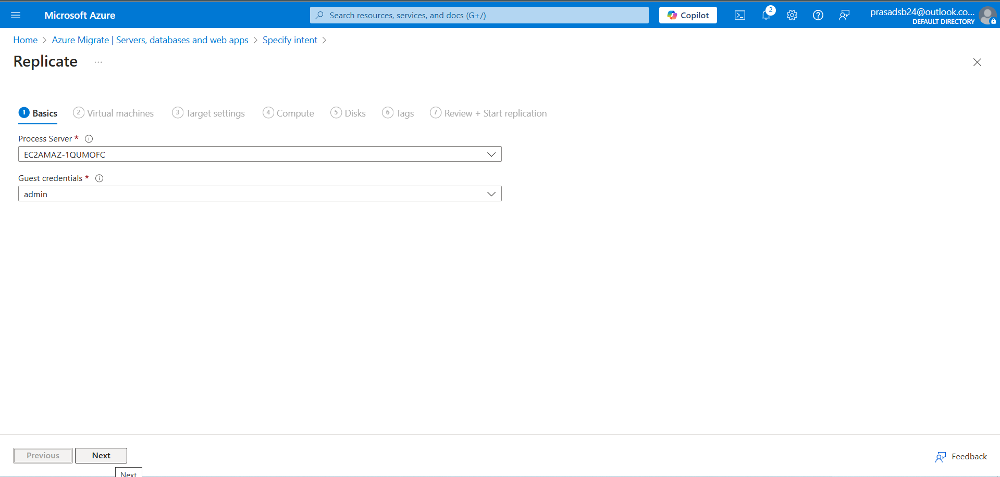 Microsoft Azure
Search resources, services, and docs (G+/)
Copilot
2
prasadsb24@outlook.co...
DEFAULT DIRECTORY
Home > Azure Migrate | Servers, databases and web apps > Specify intent >
Replicate ...
1 Basics
2 Virtual machines
3 Target settings
4 Compute
5 Disks
6 Tags
7 Review + Start replication
Process Server *
EC2AMAZ-1QUMOFC
Guest credentials *
admin
Previous
Next
Feedback
Next